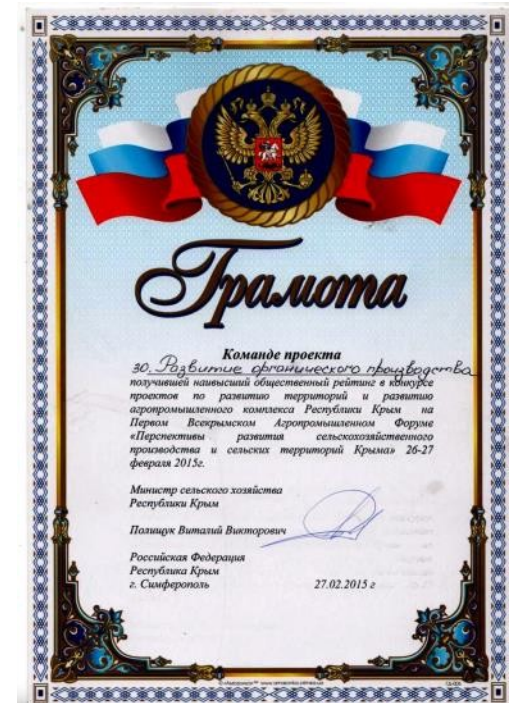 Грамота
Команде проекта
30. Развитие органического производства
получившей наивысший общественный рейтинг в конкурсе
проектов по развитию территорий и развитию
агропромышленного комплекса Республики Крым на
Первом Всекрымском Агропромышленном Форуме
«Перспективы развития сельскохозяйственного
производства и сельских территорий Крыма» 26-27
февраля 2015г.
Министр сельского хозяйства
Республики Крым
Полищук Виталий Викторович
Российская Федерация
Республика Крым
г. Симферополь 27.02.2015 г